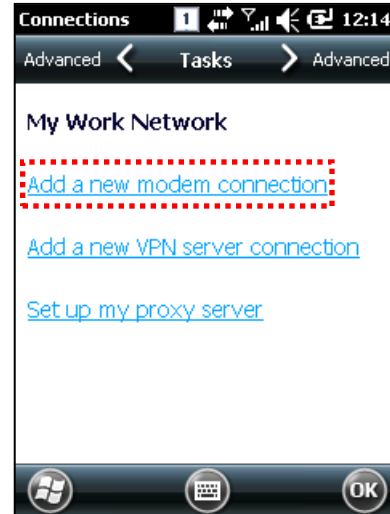 Connections 1 12:14
Advanced Tasks Advanced
My Work Network
Add a new modem connection
Add a new VPN server connection
Set up my proxy server
OK